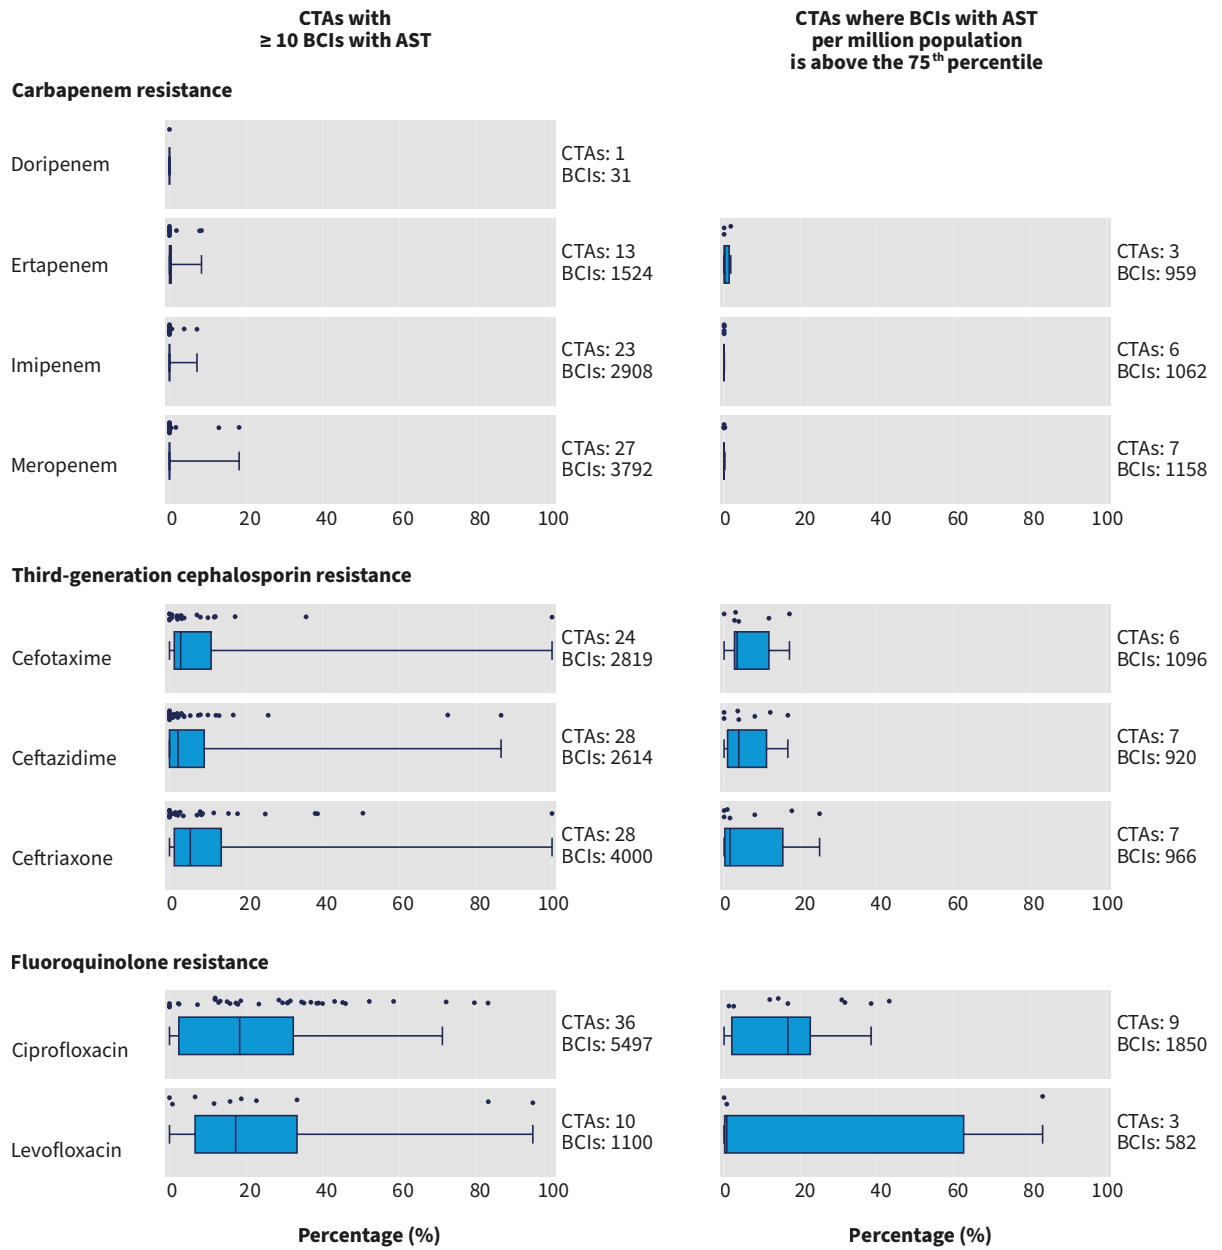 CTAs with
≥ 10 BCIs with AST
CTAs where BCIs with AST
per million population
is above the 75th percentile
Carbapenem resistance
Doripenem
CTAs: 1
BCIs: 31
Ertapenem
CTAs: 13
BCIs: 1524
CTAs: 3
BCIs: 959
Imipenem
CTAs: 23
BCIs: 2908
CTAs: 6
BCIs: 1062
Meropenem
CTAs: 27
BCIs: 3792
CTAs: 7
BCIs: 1158
0 20 40 60 80 100
0 20 40 60 80 100
Third-generation cephalosporin resistance
Cefotaxime
CTAs: 24
BCIs: 2819
CTAs: 6
BCIs: 1096
Ceftazidime
CTAs: 28
BCIs: 2614
CTAs: 7
BCIs: 920
Ceftriaxone
CTAs: 28
BCIs: 4000
CTAs: 7
BCIs: 966
0 20 40 60 80 100
0 20 40 60 80 100
Fluoroquinolone resistance
Ciprofloxacin
CTAs: 36
BCIs: 5497
CTAs: 9
BCIs: 1850
Levofloxacin
CTAs: 10
BCIs: 1100
CTAs: 3
BCIs: 582
0 20 40 60 80 100
0 20 40 60 80 100
Percentage (%)
Percentage (%)